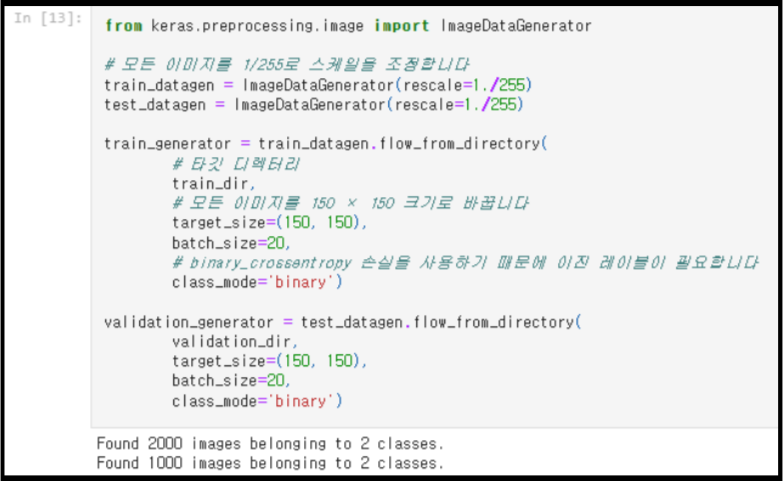 In [13]:
from keras.preprocessing.image import ImageDataGenerator
# 모든 이미지를 1/255로 스케일을 조정합니다
train_datagen = ImageDataGenerator(rescale=1./255)
test_datagen = ImageDataGenerator(rescale=1./255)
train_generator = train_datagen.flow_from_directory(
# 타깃 디렉터리
train_dir,
# 모든 이미지를 150 × 150 크기로 바꿉니다
target_size=(150, 150),
batch_size=20,
# binary_crossentropy 손실을 사용하기 때문에 이진 레이블이 필요합니다
class_mode='binary')
validation_generator = test_datagen.flow_from_directory(
validation_dir,
target_size=(150, 150),
batch_size=20,
class_mode='binary')
Found 2000 images belonging to 2 classes.
Found 1000 images belonging to 2 classes.